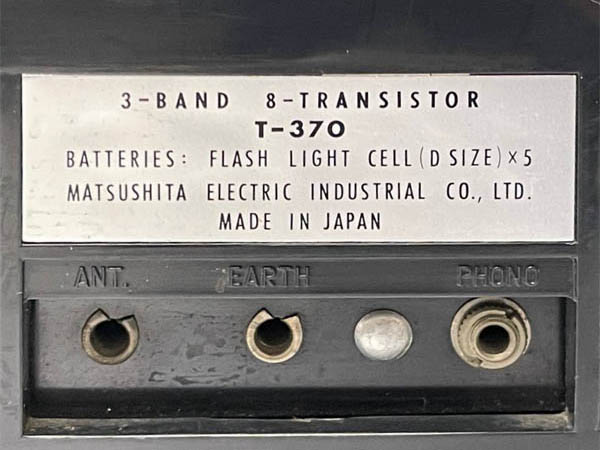 3-BAND 8-TRANSISTOR
T-370
BATTERIES: FLASH LIGHT CELL (D SIZE) × 5
MATSUSHITA ELECTRIC INDUSTRIAL CO., LTD.
MADE IN JAPAN
ANT. EARTH PHONO